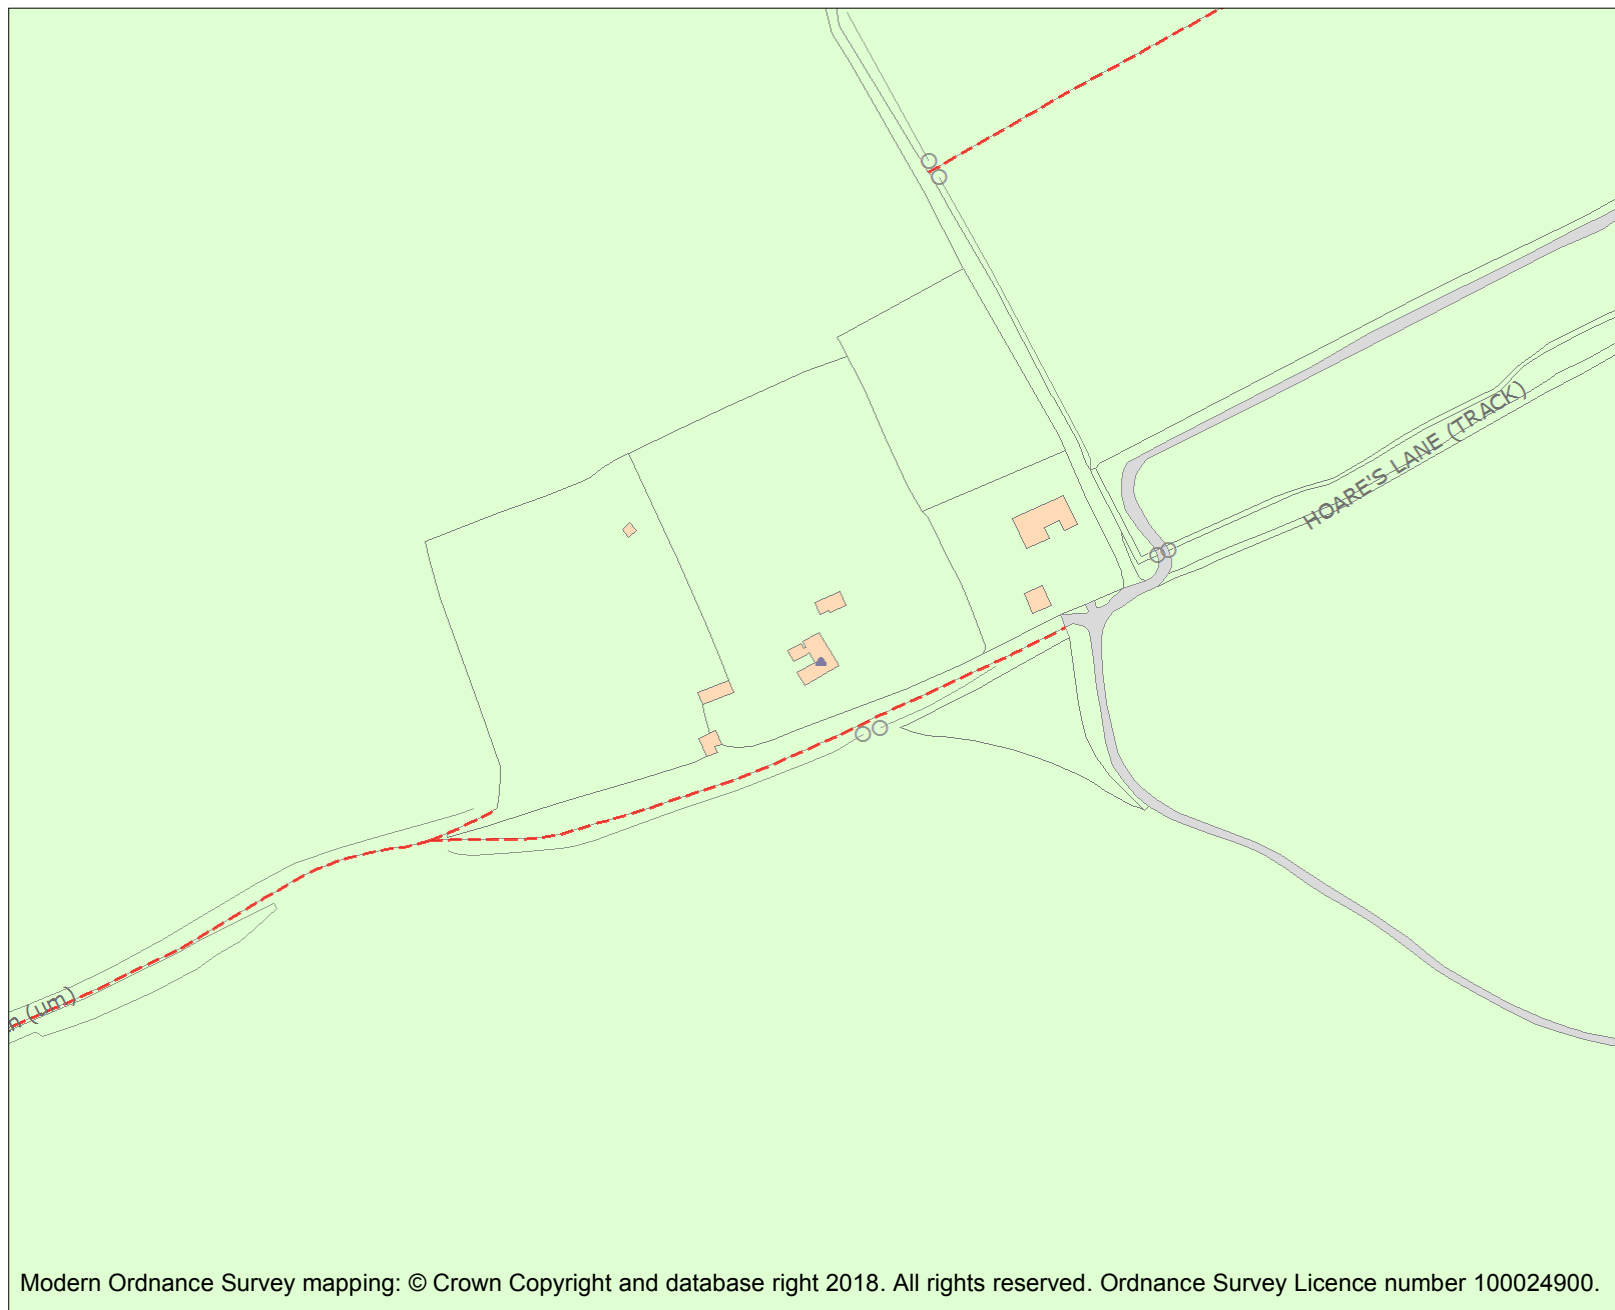 HOARE'S LANE (TRACK)
(um)
Modern Ordnance Survey mapping: © Crown Copyright and database right 2018. All rights reserved. Ordnance Survey Licence number 100024900.